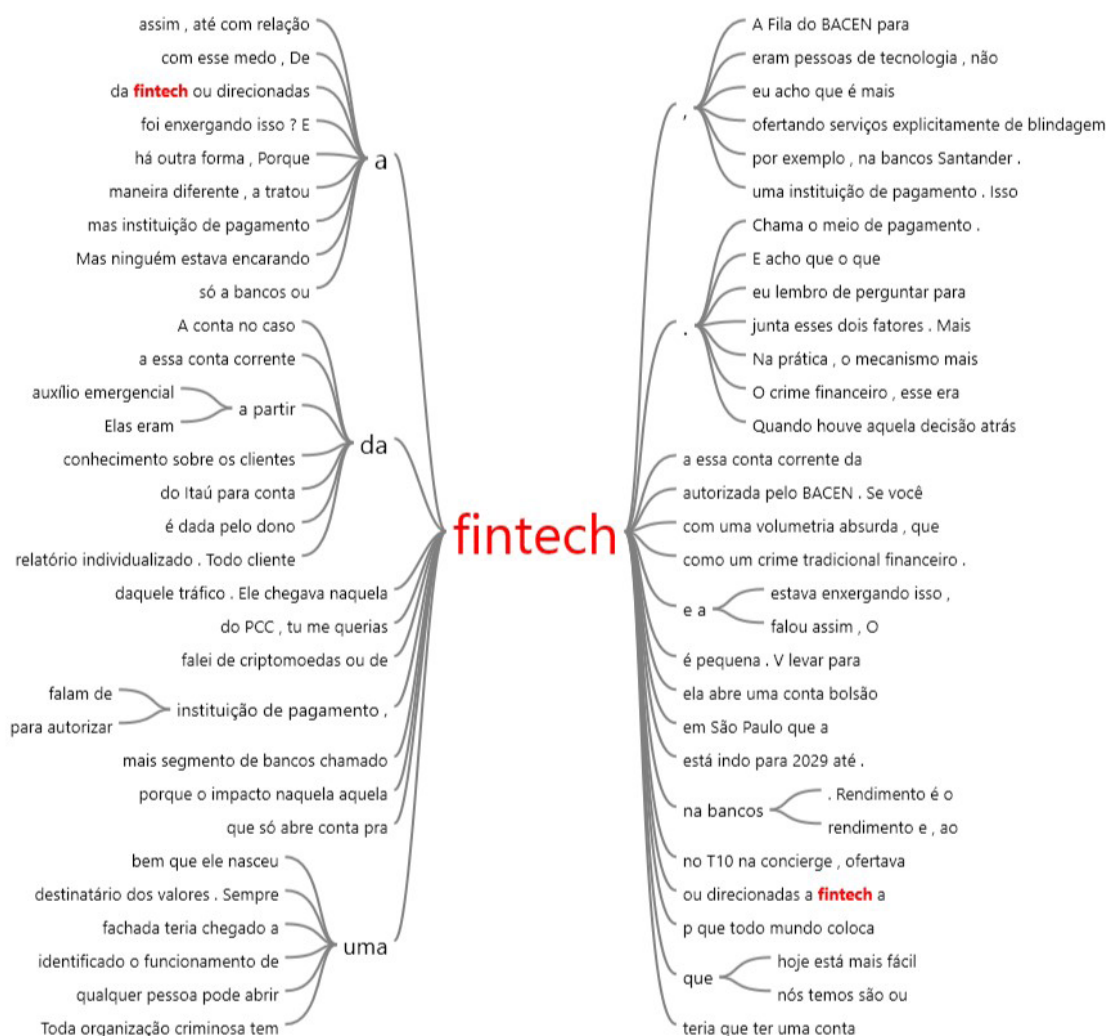 assim , até com relação
com esse medo , De
da fintech ou direcionadas
foi enxergando isso ? E
há outra forma , Porque
maneira diferente , a tratou
mas instituição de pagamento
Mas ninguém estava encarando
só a bancos ou
a
A conta no caso
a essa conta corrente
auxílio emergencial
Elas eram
a partir
conhecimento sobre os clientes
do Itaú para conta
é dada pelo dono
relatório individualizado . Todo cliente
da
daquele tráfico . Ele chegava naquela
do PCC , tu me querias
falei de criptomoedas ou de
falam de
para autorizar
instituição de pagamento ,
mais segmento de bancos chamado
porque o impacto naquela aquela
que só abre conta pra
bem que ele nasceu
destinatário dos valores . Sempre
fachada teria chegado a
identificado o funcionamento de
qualquer pessoa pode abrir
Toda organização criminosa tem
uma
fintech
,
A Fila do BACEN para
eram pessoas de tecnologia , não
eu acho que é mais
ofertando serviços explicitamente de blindagem
por exemplo , na bancos Santander .
uma instituição de pagamento . Isso
.
Chama o meio de pagamento .
E acho que o que
eu lembro de perguntar para
junta esses dois fatores . Mais
Na prática , o mecanismo mais
O crime financeiro , esse era
Quando houve aquela decisão atrás
a essa conta corrente da
autorizada pelo BACEN . Se você
com uma volumetria absurda , que
como um crime tradicional financeiro .
e a
estava enxergando isso ,
falou assim , O
é pequena . V levar para
ela abre uma conta bolsão
em São Paulo que a
está indo para 2029 até .
na bancos
. Rendimento é o
rendimento e , ao
no T10 na concierge , ofertava
ou direcionadas a fintech a
p que todo mundo coloca
que
hoje está mais fácil
nós temos são ou
teria que ter uma conta